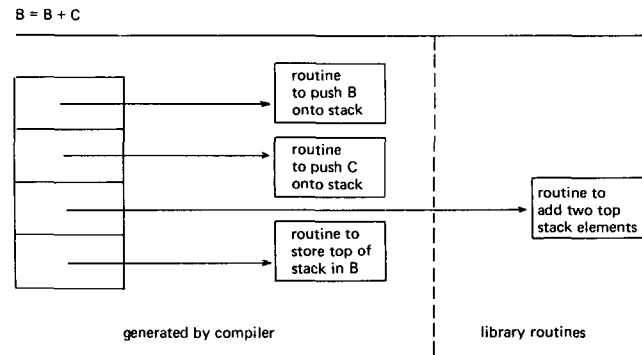 B = B + C
routine
to push B
onto stack
routine
to push C
onto stack
routine to
add two top
stack elements
routine to
store top of
stack in B
generated by compiler
library routines